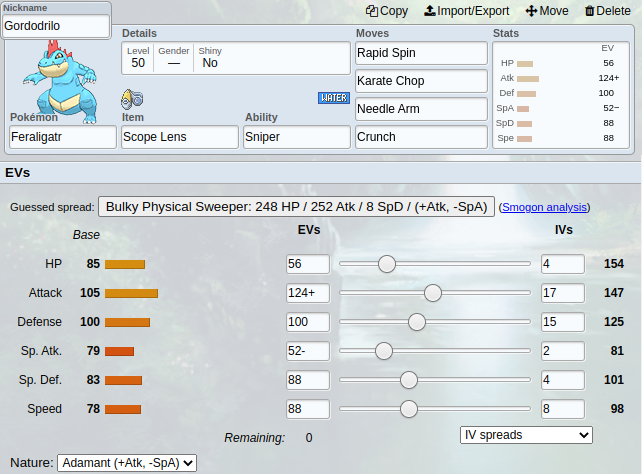 Nickname
Gordodrilo
Copy Import/Export Move Delete
Details
Level Gender Shiny
50 — No
WATER
Pokémon Item Ability
Feraligatr Scope Lens Sniper
Moves
Rapid Spin
Karate Chop
Needle Arm
Crunch
Stats
EV
HP 56
Atk 124+
Def 100
SpA 52−
SpD 88
Spe 88
EVs
Guessed spread: Bulky Physical Sweeper: 248 HP / 252 Atk / 8 SpD / (+Atk, -SpA) (Smogon analysis)
Base EVs IVs
HP 85 56 4 154
Attack 105 124+ 17 147
Defense 100 100 15 125
Sp. Atk. 79 52- 2 81
Sp. Def. 83 88 4 101
Speed 78 88 8 98
Remaining: 0 IV spreads
Nature: Adamant (+Atk, -SpA)